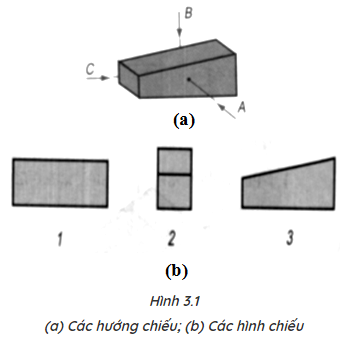 B
C
A
(a)
1 2 3
(b)
Hình 3.1
(a) Các hướng chiếu; (b) Các hình chiếu